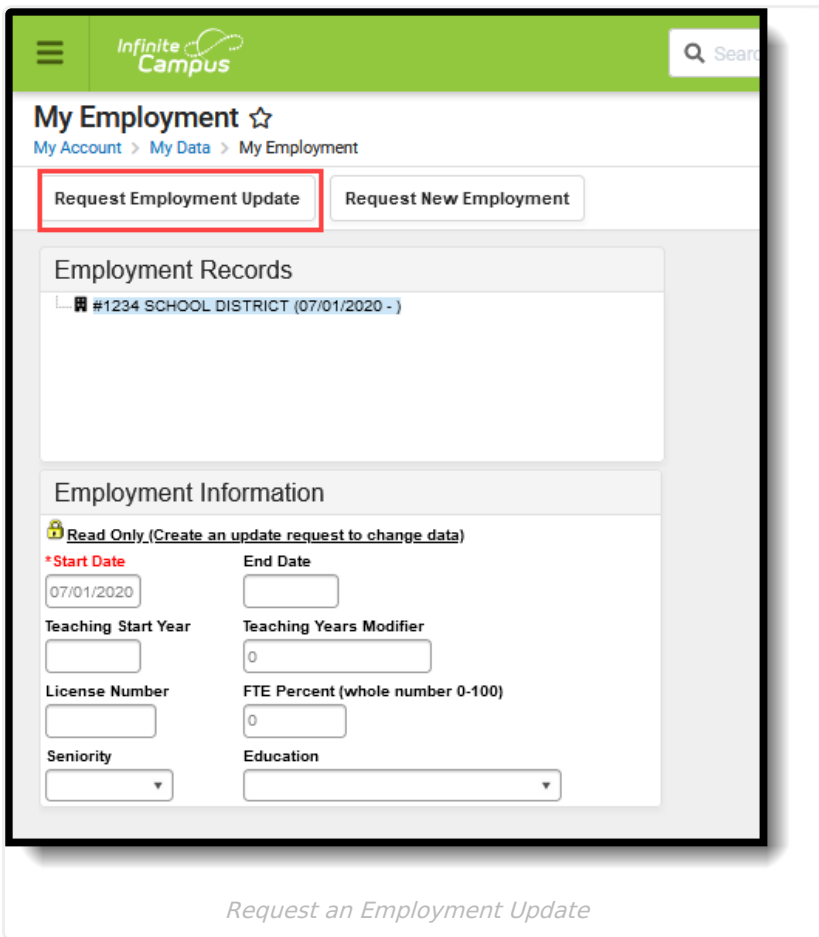 Infinite
Campus
Sear
My Employment
My Account > My Data > My Employment
Request Employment Update Request New Employment
Employment Records
#1234 SCHOOL DISTRICT (07/01/2020 - )
Employment Information
Read Only (Create an update request to change data)
*Start Date End Date
07/01/2020
Teaching Start Year Teaching Years Modifier
0
License Number FTE Percent (whole number 0-100)
0
Seniority Education
Request an Employment Update